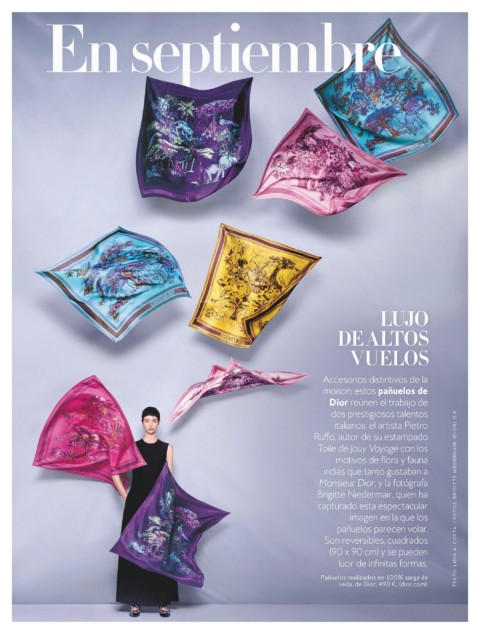 En septiembre
LUJO
DE ALTOS
VUELOS
Accesorios distintivos de la
maison, estos pañuelos de
Dior reúnen el trabajo de
dos prestigiosos talentos
italianos: el artista Pietro
Ruffo, autor de su estampado
Toile de Jouy Voyage con los
motivos de flora y fauna
indias que tanto gustaban a
Monsieur Dior, y la fotógrafa
Brigitte Niedermair, quien ha
capturado esta espectacular
imagen en la que los
pañuelos parecen volar.
Son reversibles, cuadrados
(90 x 90 cm) y se pueden
lucir de infinitas formas.
Pañuelos realizados en 100% sarga de
seda, de Dior, 490 €, (dior.com).